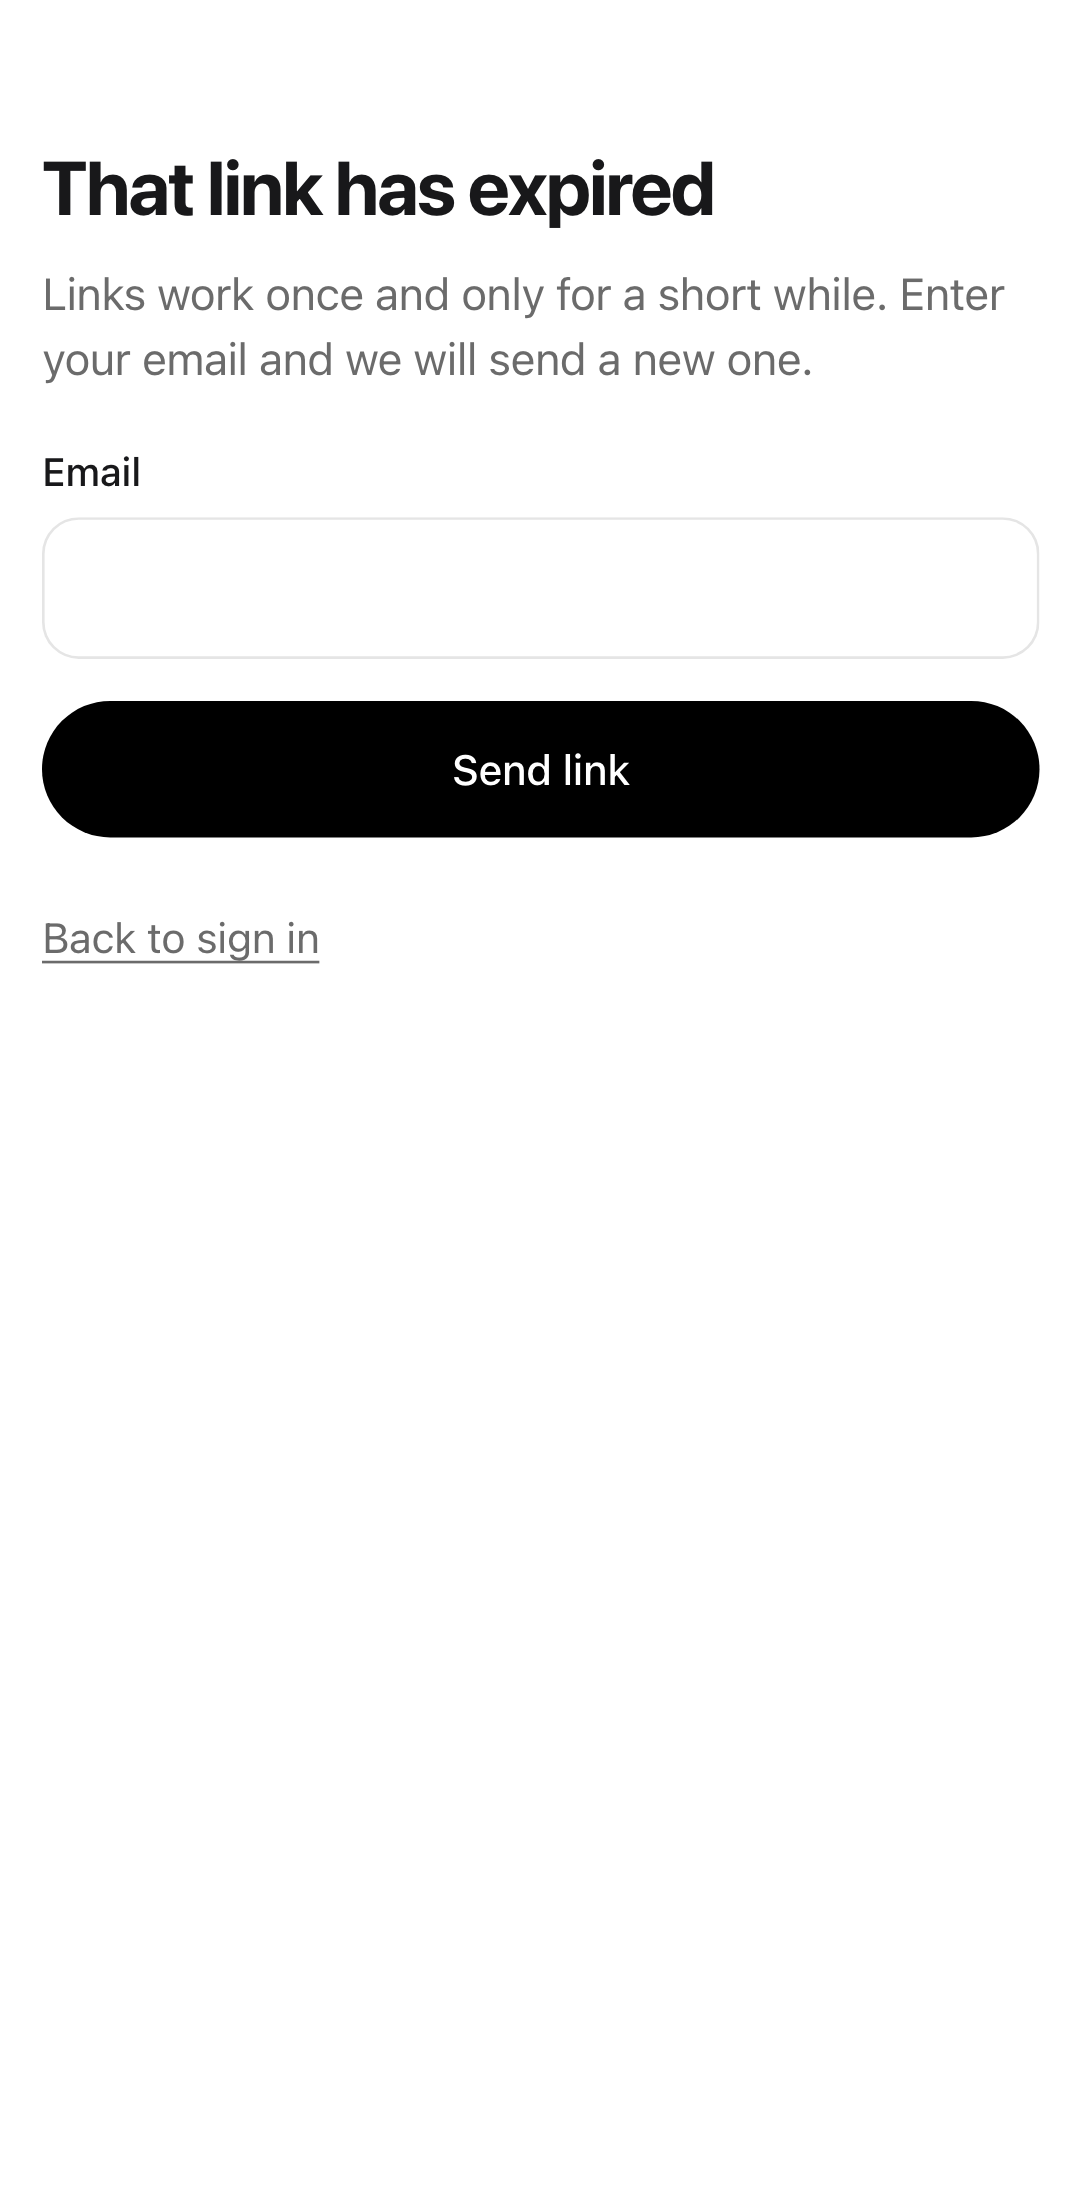 That link has expired
Links work once and only for a short while. Enter
your email and we will send a new one.
Email
Send link
Back to sign in